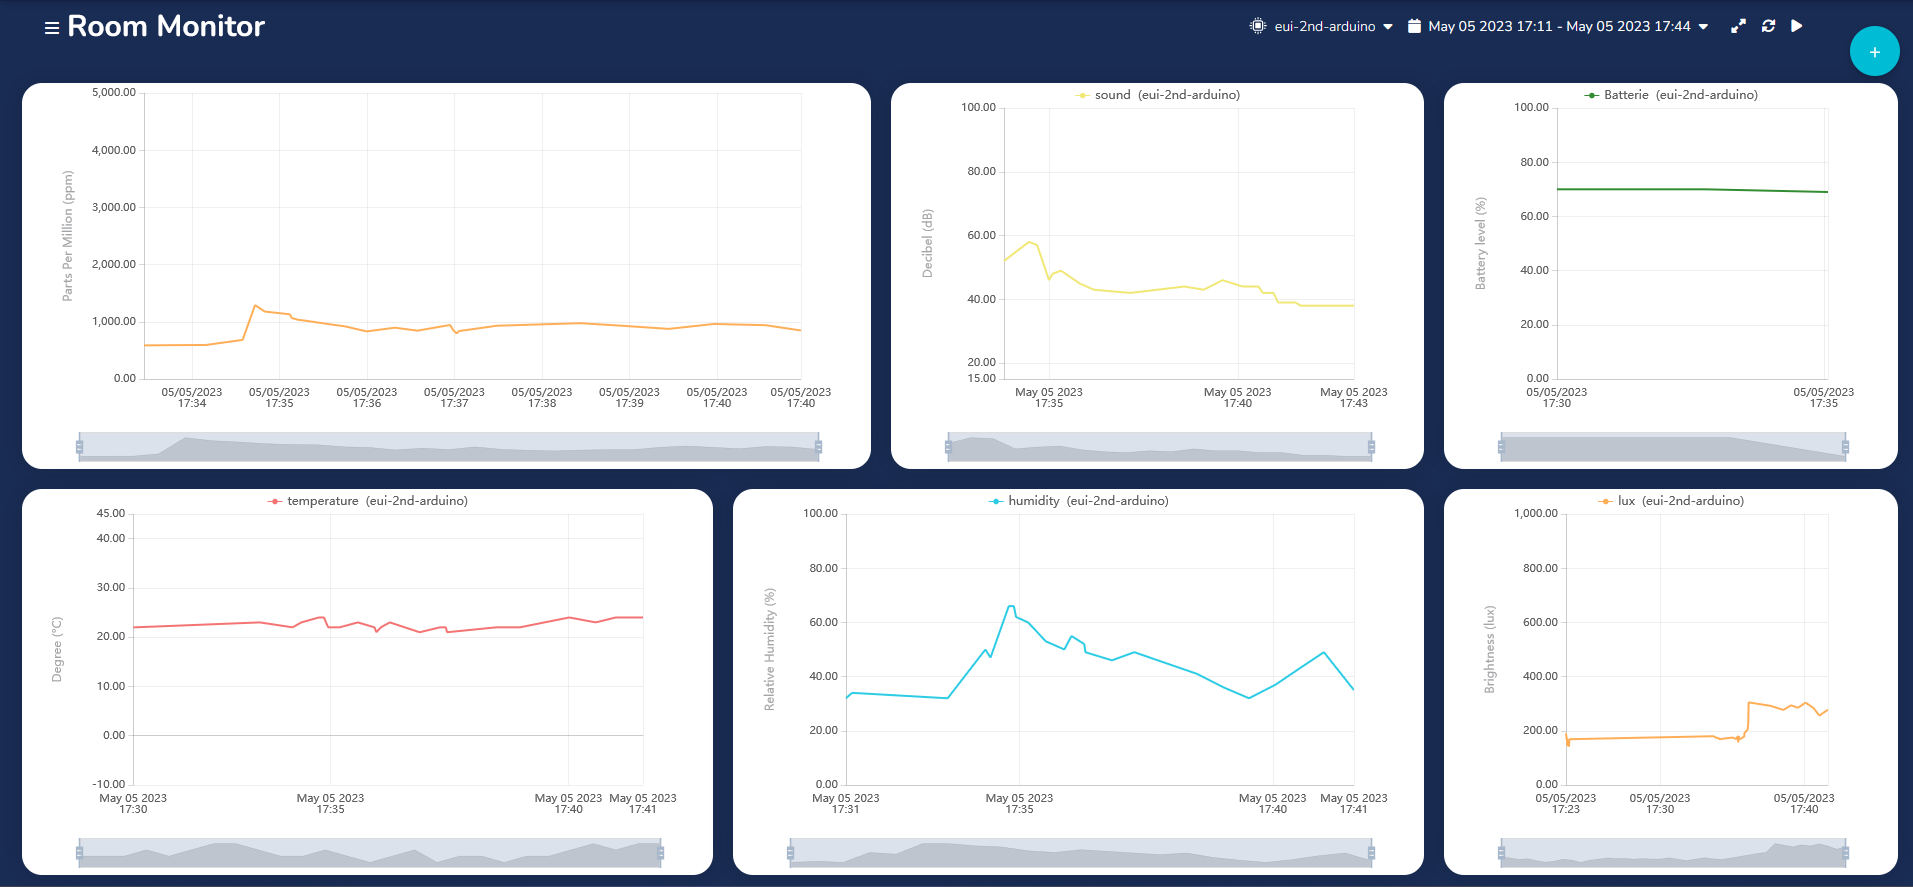 Room Monitor
eui-2nd-arduino
May 05 2023 17:11 - May 05 2023 17:44
+
Parts Per Million (ppm)
5,000.00
4,000.00
3,000.00
2,000.00
1,000.00
0.00
05/05/2023 05/05/2023 05/05/2023 05/05/2023 05/05/2023 05/05/2023 05/05/2023 05/05/2023
17:34 17:35 17:36 17:37 17:38 17:39 17:40 17:40
sound (eui-2nd-arduino)
Decibel (dB)
100.00
80.00
60.00
40.00
20.00
15.00
May 05 2023 May 05 2023 May 05 2023
17:35 17:40 17:43
Batterie (eui-2nd-arduino)
Battery level (%)
100.00
80.00
60.00
40.00
20.00
0.00
05/05/2023 05/05/2023
17:30 17:35
temperature (eui-2nd-arduino)
Degree (°C)
45.00
40.00
30.00
20.00
10.00
0.00
-10.00
May 05 2023 May 05 2023 May 05 2023 May 05 2023
17:30 17:35 17:40 17:41
humidity (eui-2nd-arduino)
Relative Humidity (%)
100.00
80.00
60.00
40.00
20.00
0.00
May 05 2023 May 05 2023 May 05 2023 May 05 2023
17:31 17:35 17:40 17:41
lux (eui-2nd-arduino)
Brightness (lux)
1,000.00
800.00
600.00
400.00
200.00
0.00
05/05/2023 05/05/2023 05/05/2023
17:23 17:30 17:40